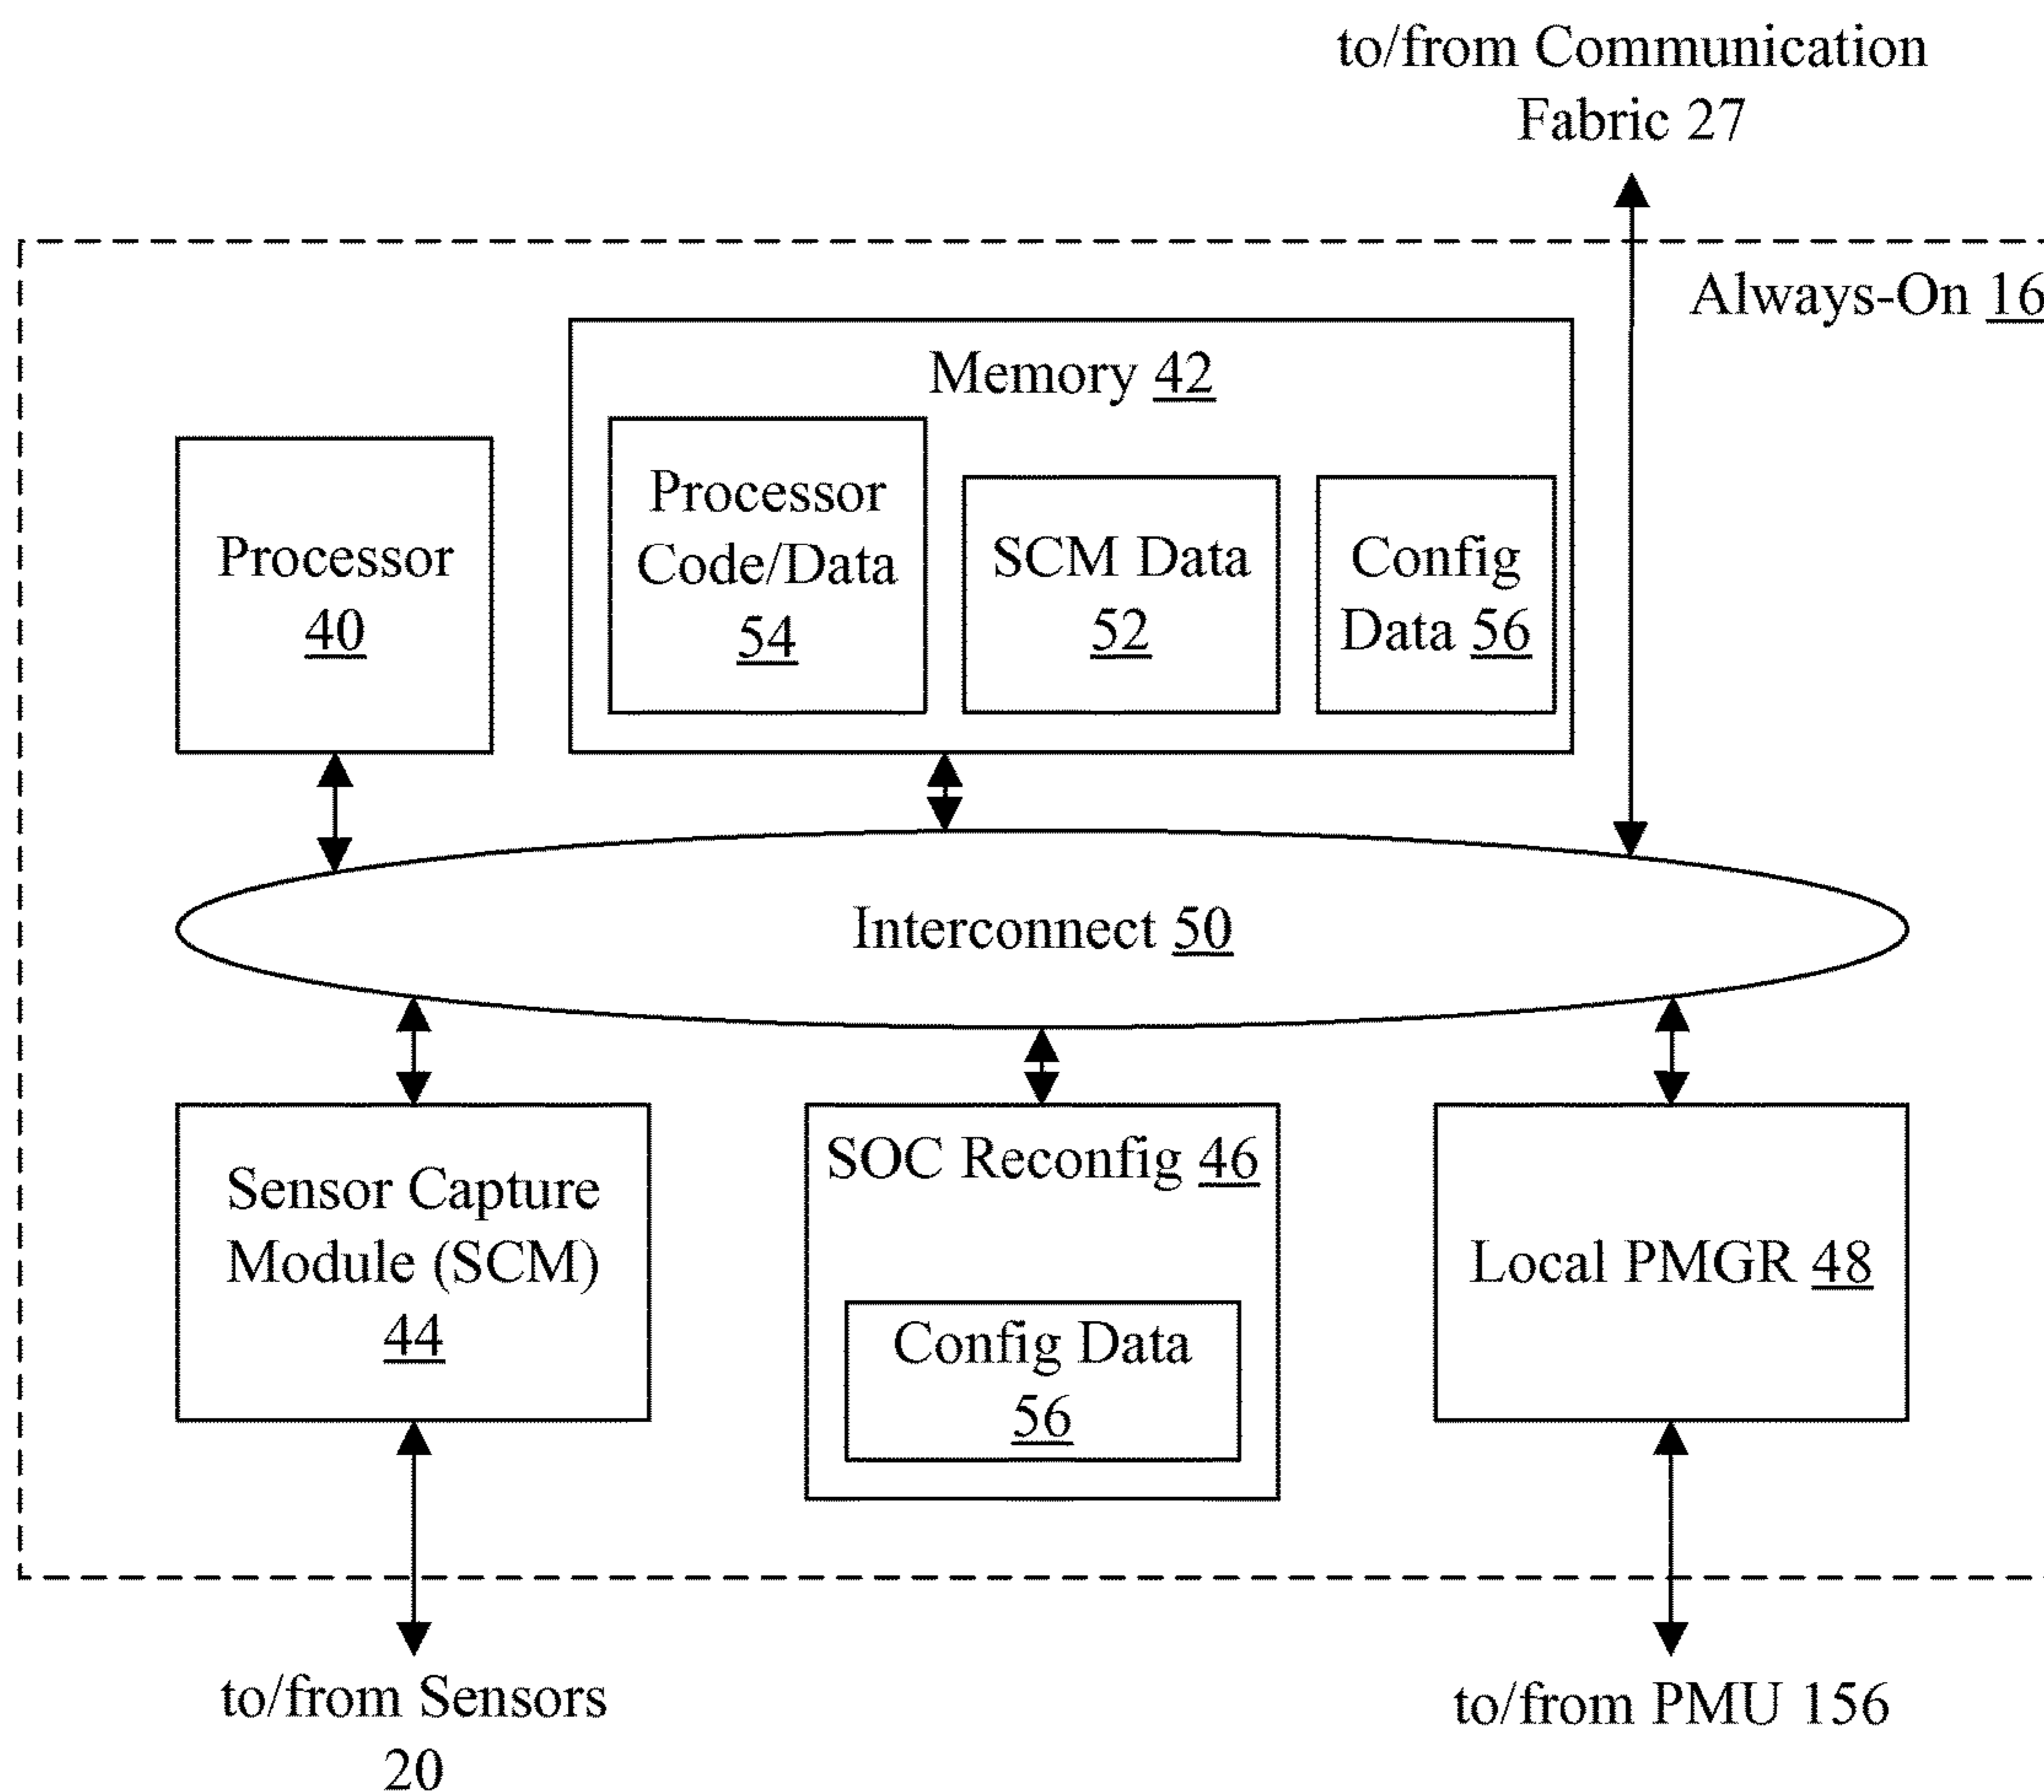 to/from Communication
Fabric 27
Always-On 16
Memory 42
Processor
40
Processor
Code/Data
54
SCM Data
52
Config
Data 56
Interconnect 50
Sensor Capture
Module (SCM)
44
SOC Reconfig 46
Config Data
56
Local PMGR 48
to/from Sensors
20
to/from PMU 156